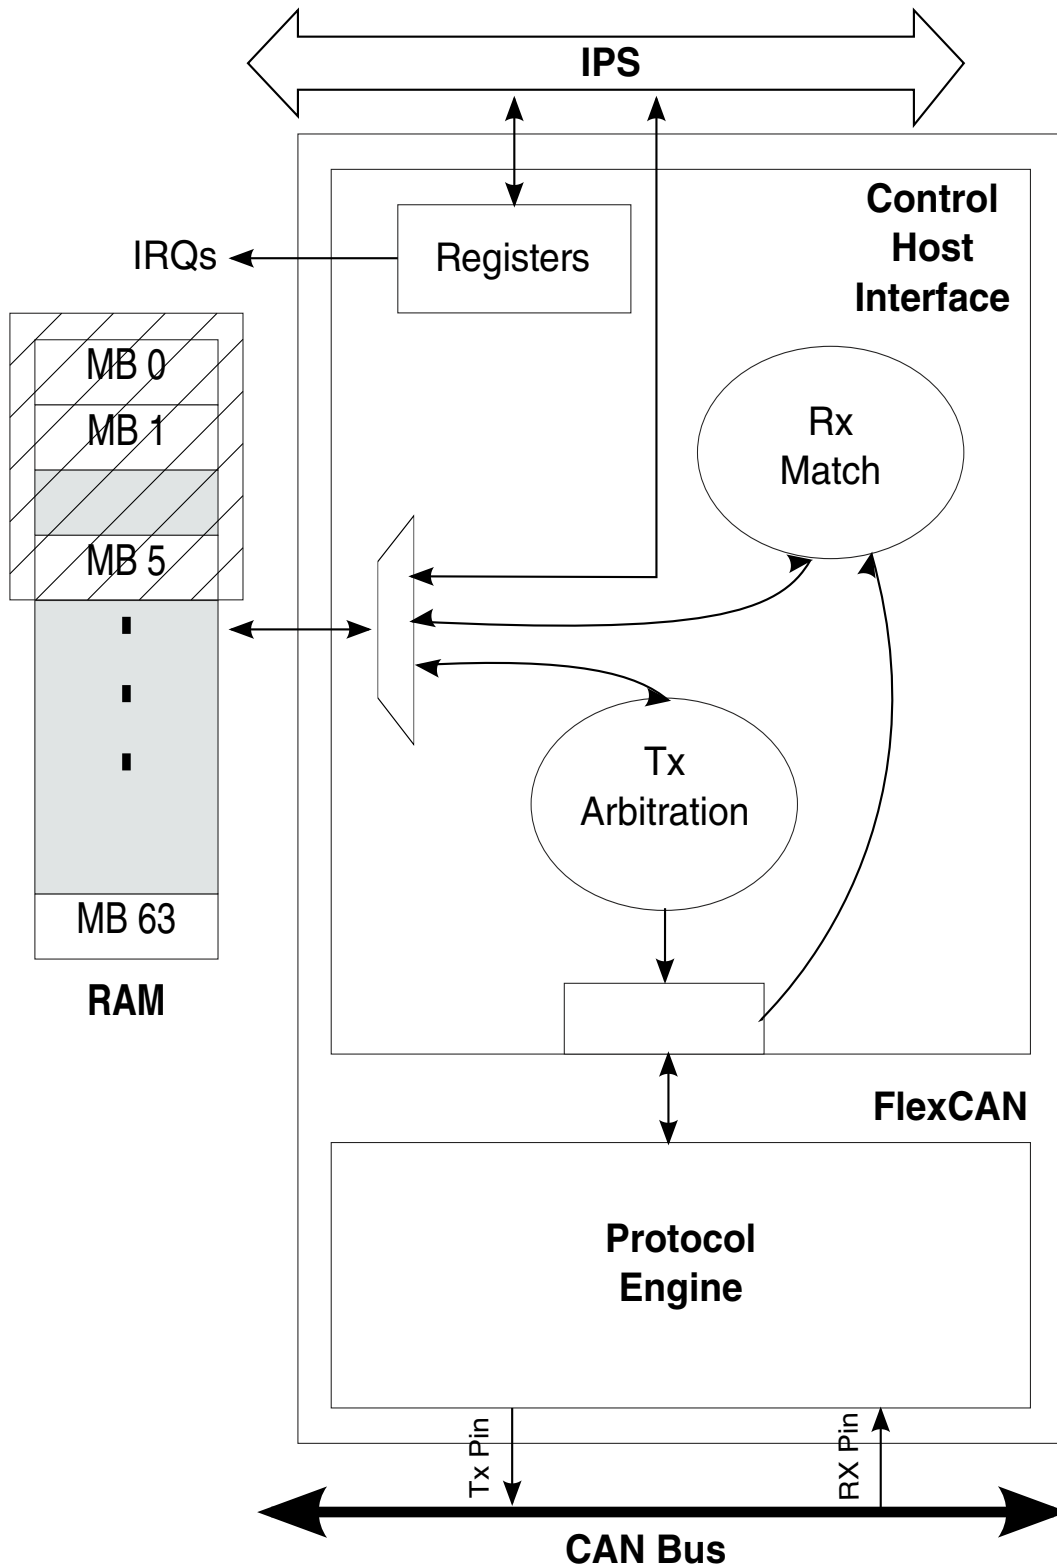 IPS
Control
Host
Interface
IRQs
Registers
MB 0
MB 1
MB 5
MB 63
RAM
Rx
Match
Tx
Arbitration
FlexCAN
Protocol
Engine
Tx Pin
RX Pin
CAN Bus